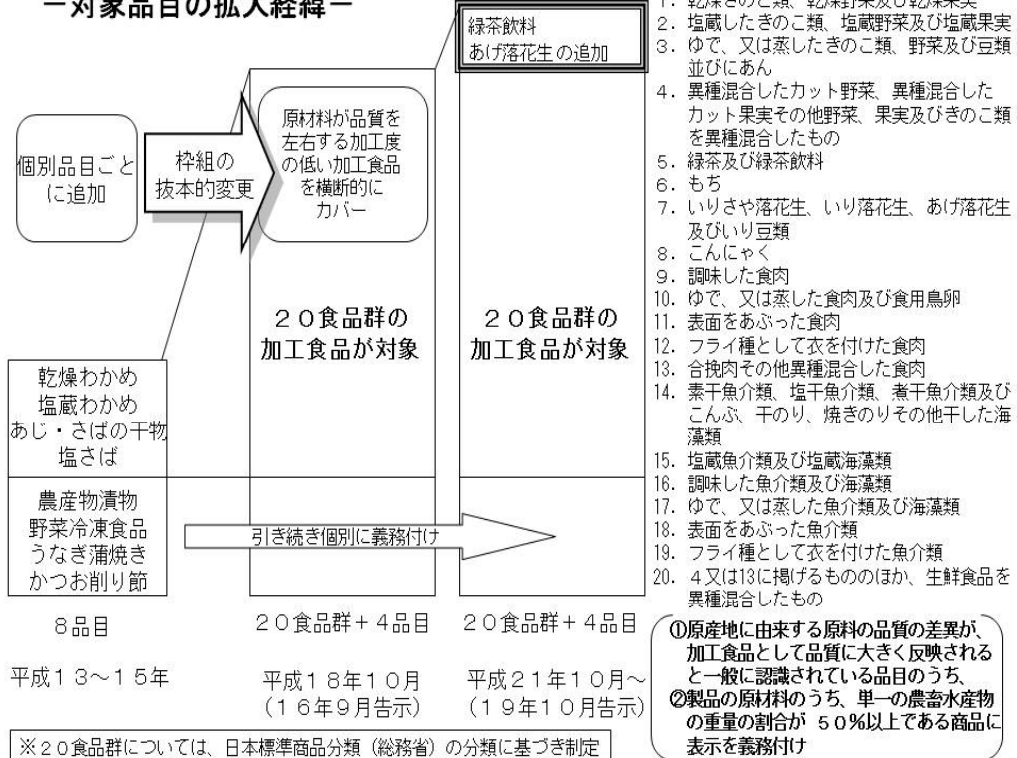 －対象品目の拡大経緯－
緑茶飲料
あげ落花生の追加
個別品目ごと
に追加
枠組の
抜本的変更
原材料が品質を
左右する加工度
の低い加工食品
を横断的に
カバー
２０食品群の
加工食品が対象
２０食品群の
加工食品が対象
乾燥わかめ
塩蔵わかめ
あじ・さばの干物
塩さば
農産物漬物
野菜冷凍食品
うなぎ蒲焼き
かつお削り節
引き続き個別に義務付け
８品目
２０食品群＋４品目
２０食品群＋４品目
平成１３～１５年
平成１８年１０月
（１６年９月告示）
平成２１年１０月～
（１９年１０月告示）
※２０食品群については、日本標準商品分類（総務省）の分類に基づき制定
1. 乾燥きのこ類、乾燥野菜及び乾燥果実
2. 塩蔵したきのこ類、塩蔵野菜及び塩蔵果実
3. ゆで、又は蒸したきのこ類、野菜及び豆類
並びにあん
4. 異種混合したカット野菜、異種混合した
カット果実その他野菜、果実及びきのこ類
を異種混合したもの
5. 緑茶及び緑茶飲料
6. もち
7. いりさや落花生、いり落花生、あげ落花生
及びいり豆類
8. こんにゃく
9. 調味した食肉
10. ゆで、又は蒸した食肉及び食用鳥卵
11. 表面をあぶった食肉
12. フライ種として衣を付けた食肉
13. 合挽肉その他異種混合した食肉
14. 素干魚介類、塩干魚介類、煮干魚介類及び
こんぶ、干のり、焼きのりその他干した海
藻類
15. 塩蔵魚介類及び塩蔵海藻類
16. 調味した魚介類及び海藻類
17. ゆで、又は蒸した魚介類及び海藻類
18. 表面をあぶった魚介類
19. フライ種として衣を付けた魚介類
20. ４又は13に掲げるもののほか、生鮮食品を
異種混合したもの
①原産地に由来する原料の品質の差異が、
加工食品として品質に大きく反映される
と一般に認識されている品目のうち、
②製品の原材料のうち、単一の農畜水産物
の重量の割合が ５０％以上である商品に
表示を義務付け